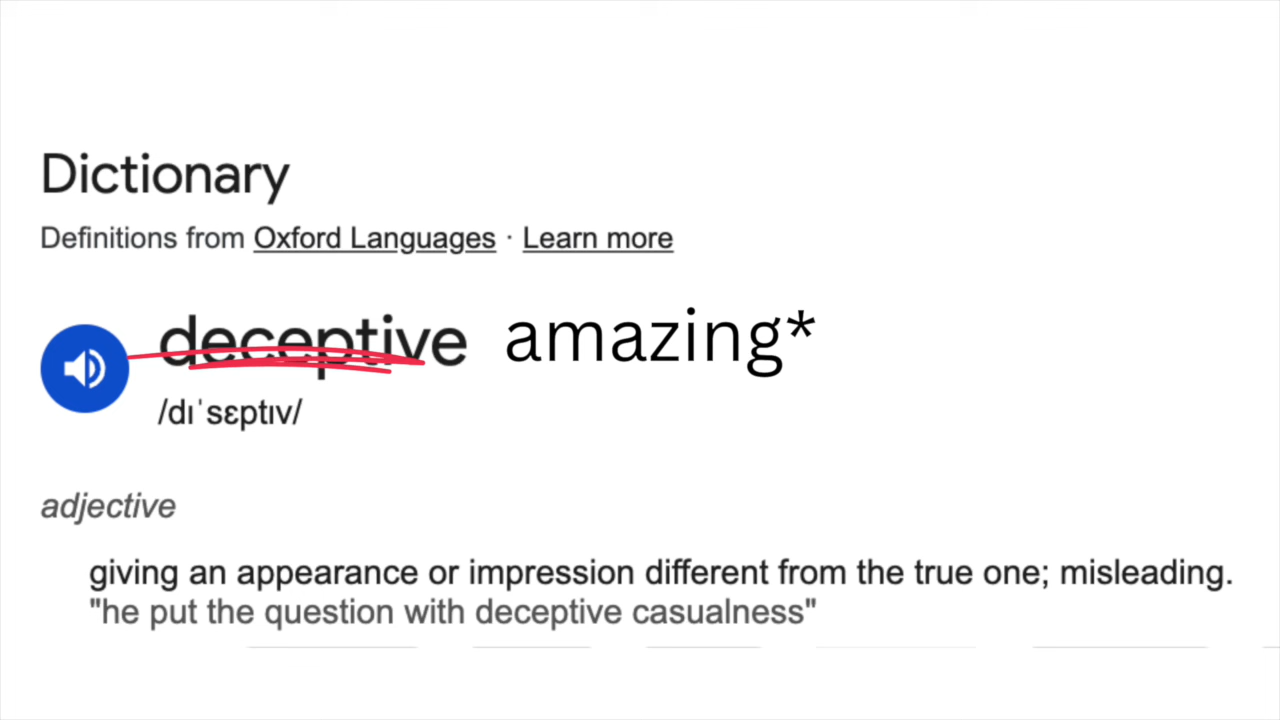 Dictionary
Definitions from Oxford Languages · Learn more
deceptive amazing*
/dɪˈsɛptɪv/
adjective
giving an appearance or impression different from the true one; misleading.
"he put the question with deceptive casualness"